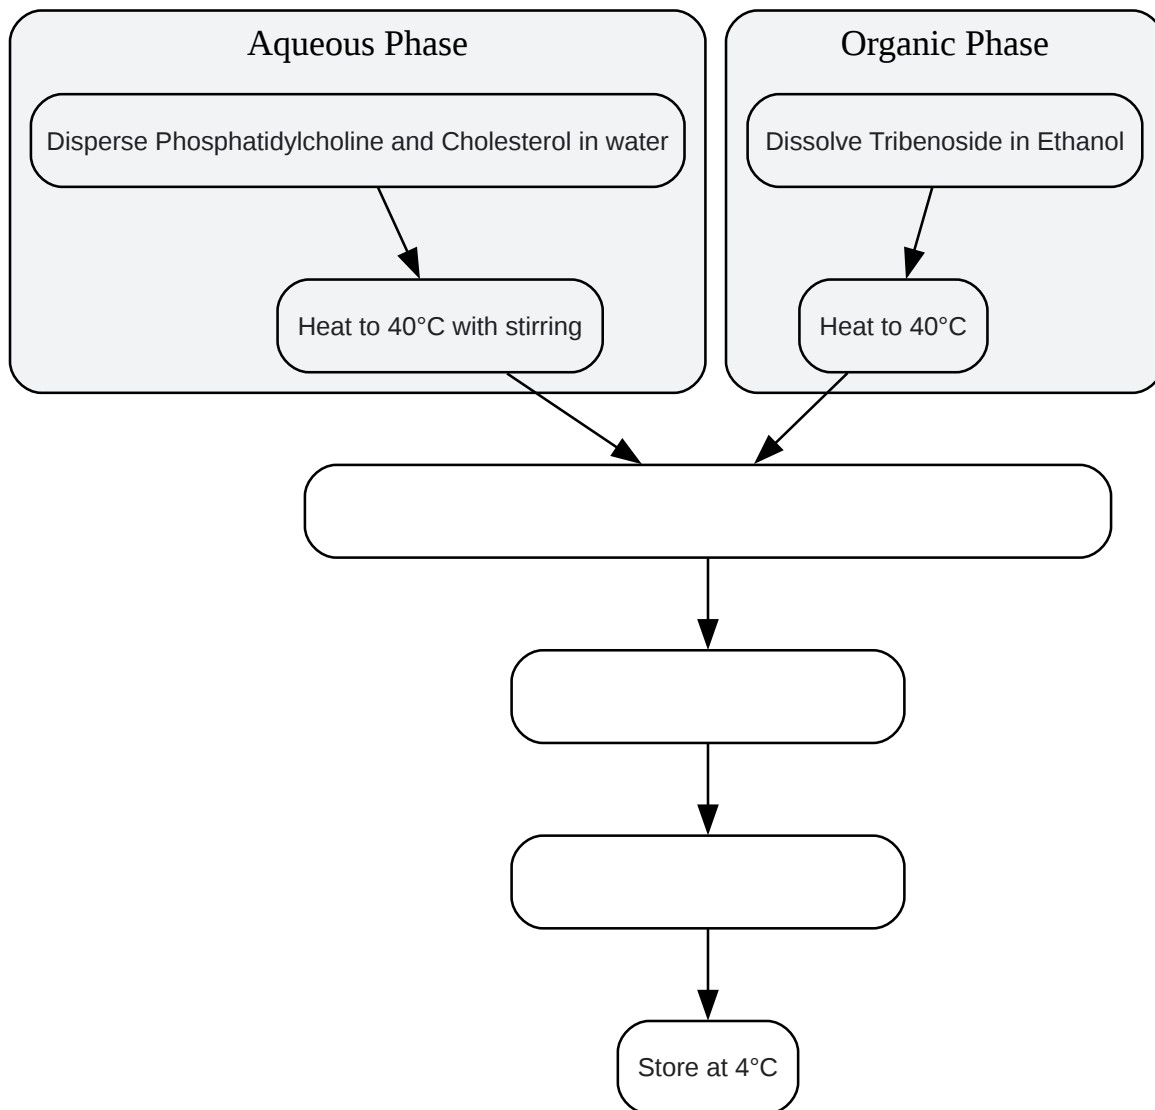 Aqueous Phase
Organic Phase
Disperse Phosphatidylcholine and Cholesterol in water
Dissolve Tribenoside in Ethanol
Heat to 40°C with stirring
Heat to 40°C
Store at 4°C